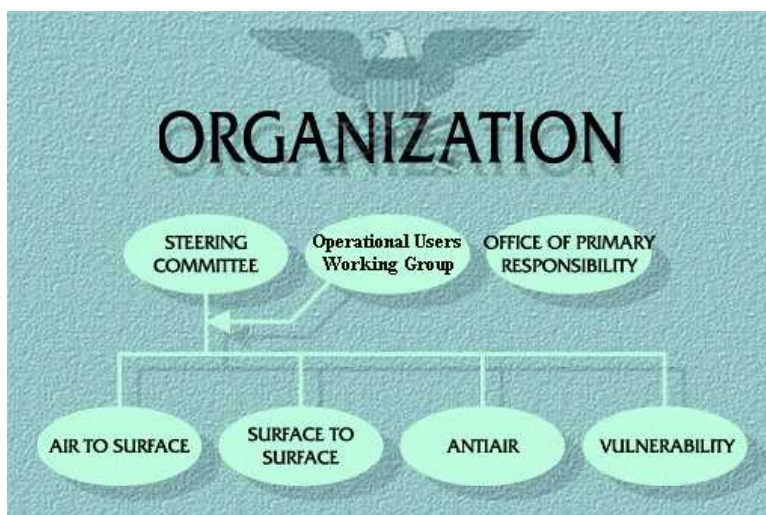 ORGANIZATION
STEERING
COMMITTEE
Operational Users
Working Group
OFFICE OF PRIMARY
RESPONSIBILITY
AIR TO SURFACE
SURFACE TO
SURFACE
ANTIAIR
VULNERABILITY